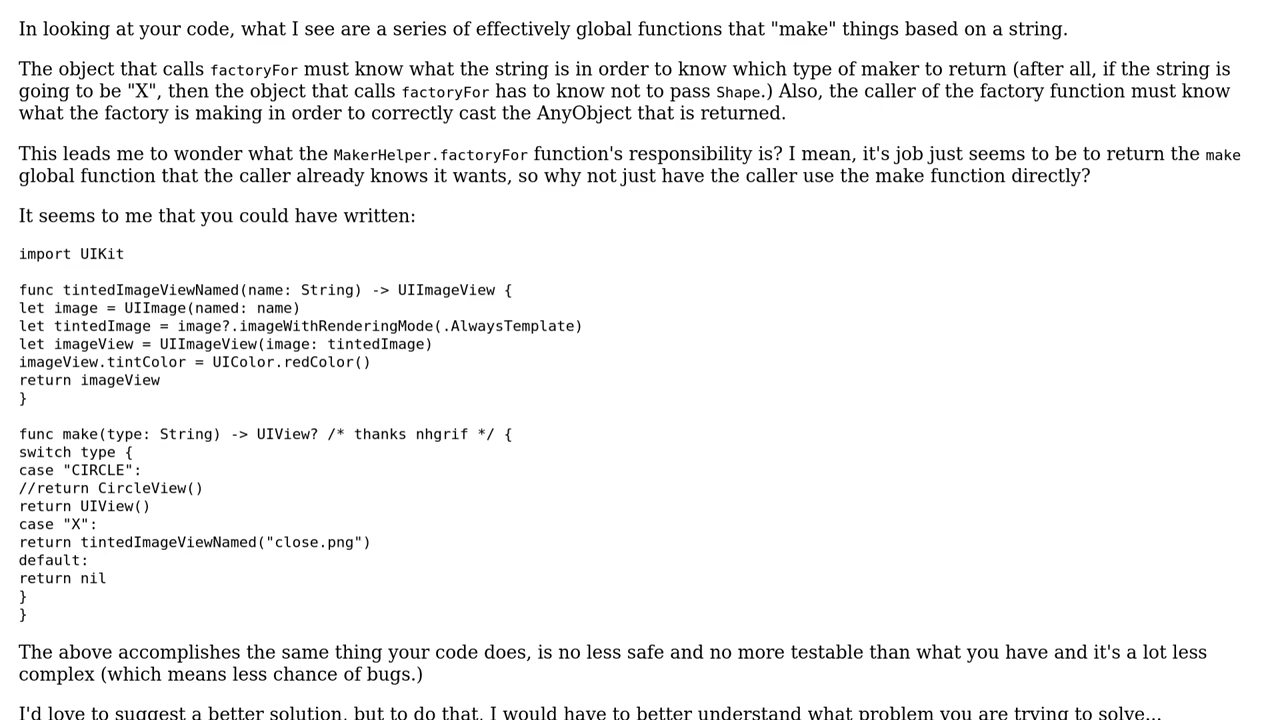 In looking at your code, what I see are a series of effectively global functions that "make" things based on a string.
The object that calls factoryFor must know what the string is in order to know which type of maker to return (after all, if the string is
going to be "X", then the object that calls factoryFor has to know not to pass Shape.) Also, the caller of the factory function must know
what the factory is making in order to correctly cast the AnyObject that is returned.
This leads me to wonder what the MakerHelper.factoryFor function's responsibility is? I mean, it's job just seems to be to return the make
global function that the caller already knows it wants, so why not just have the caller use the make function directly?
It seems to me that you could have written:
import UIKit
func tintedImageViewNamed(name: String) -> UIImageView {
let image = UIImage(named: name)
let tintedImage = image?.imageWithRenderingMode(.AlwaysTemplate)
let imageView = UIImageView(image: tintedImage)
imageView.tintColor = UIColor.redColor()
return imageView
}
func make(type: String) -> UIView? /* thanks nhgrif */ {
switch type {
case "CIRCLE":
//return CircleView()
return UIView()
case "X":
return tintedImageViewNamed("close.png")
default:
return nil
}
}
The above accomplishes the same thing your code does, is no less safe and no more testable than what you have and it's a lot less
complex (which means less chance of bugs.)
I'd love to suggest a better solution, but to do that, I would have to better understand what problem you are trying to solve...